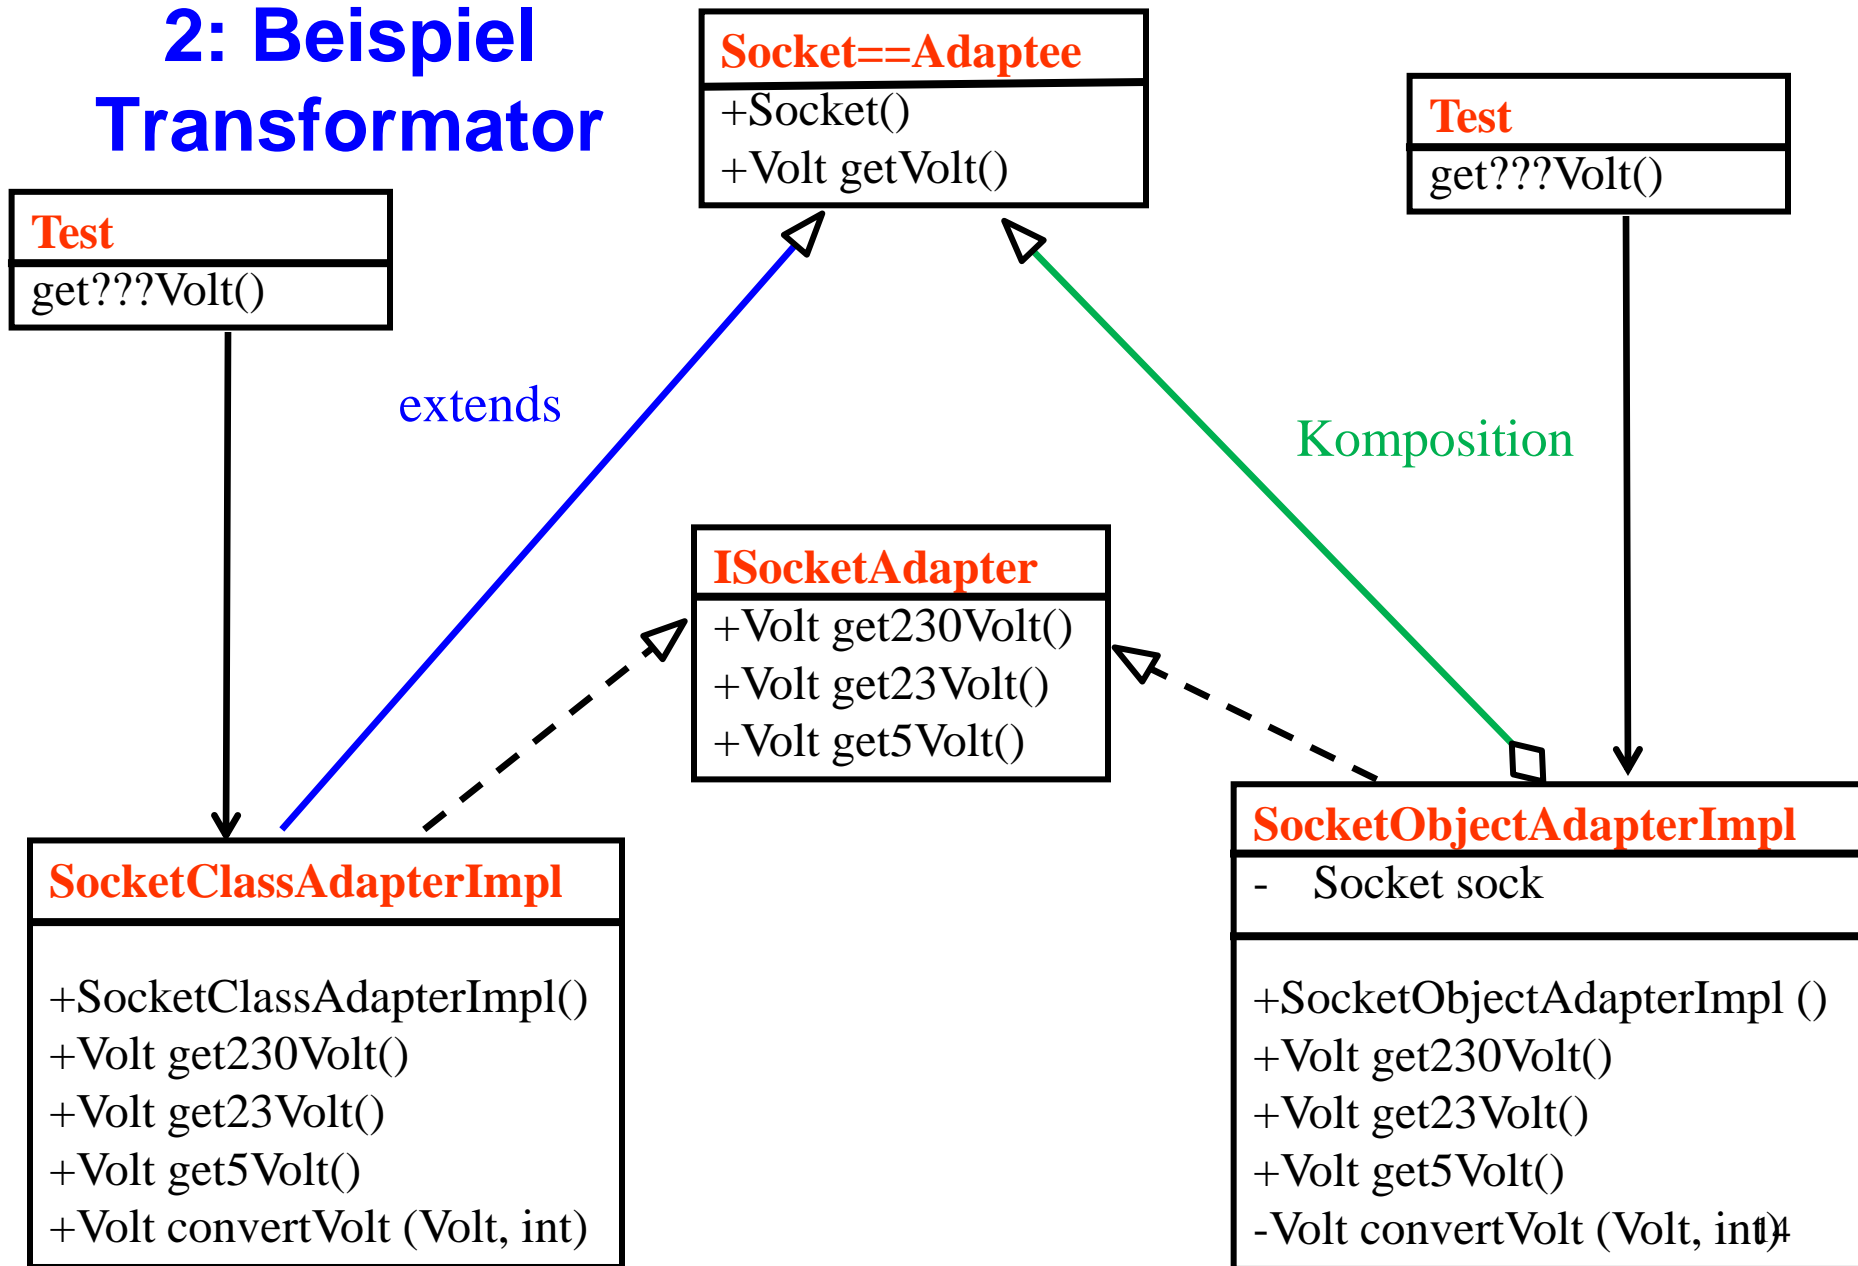 2: Beispiel
Transformator
Socket==Adaptee
+Socket()
+Volt getVolt()
Test
get???Volt()
Test
get???Volt()
extends
Komposition
ISocketAdapter
+Volt get230Volt()
+Volt get23Volt()
+Volt get5Volt()
SocketClassAdapterImpl
+SocketClassAdapterImpl()
+Volt get230Volt()
+Volt get23Volt()
+Volt get5Volt()
+Volt convertVolt (Volt, int)
SocketObjectAdapterImpl
- Socket sock
+SocketObjectAdapterImpl ()
+Volt get230Volt()
+Volt get23Volt()
+Volt get5Volt()
-Volt convertVolt (Volt, int)
14